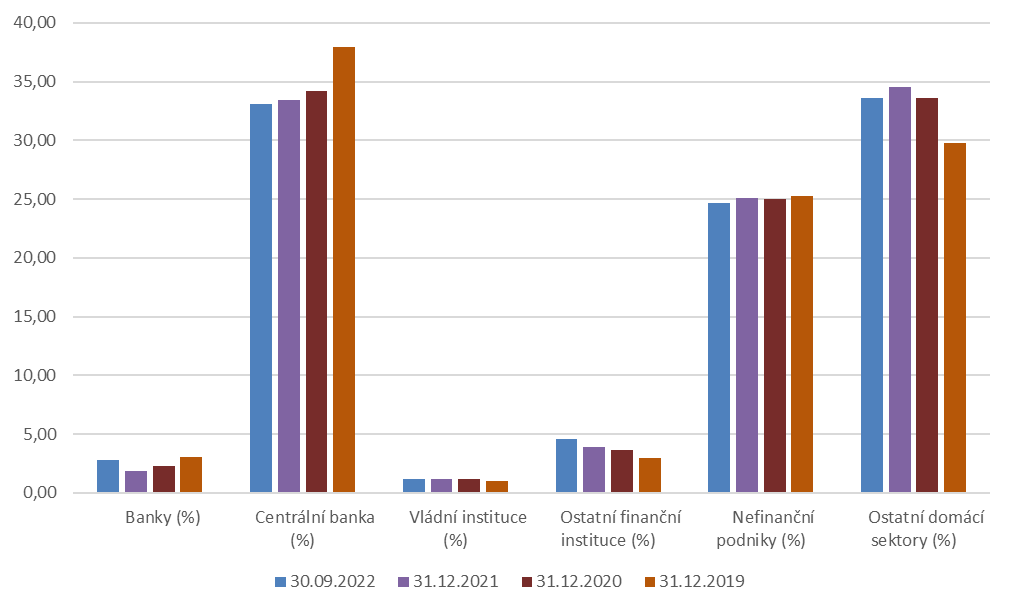 40,00
35,00
30,00
25,00
20,00
15,00
10,00
5,00
0,00
Banky (%)
Centrální banka
(%)
Vládní instituce
(%)
Ostatní finanční
instituce (%)
Nefinanční
podniky (%)
Ostatní domácí
sektory (%)
30.09.2022 31.12.2021 31.12.2020 31.12.2019